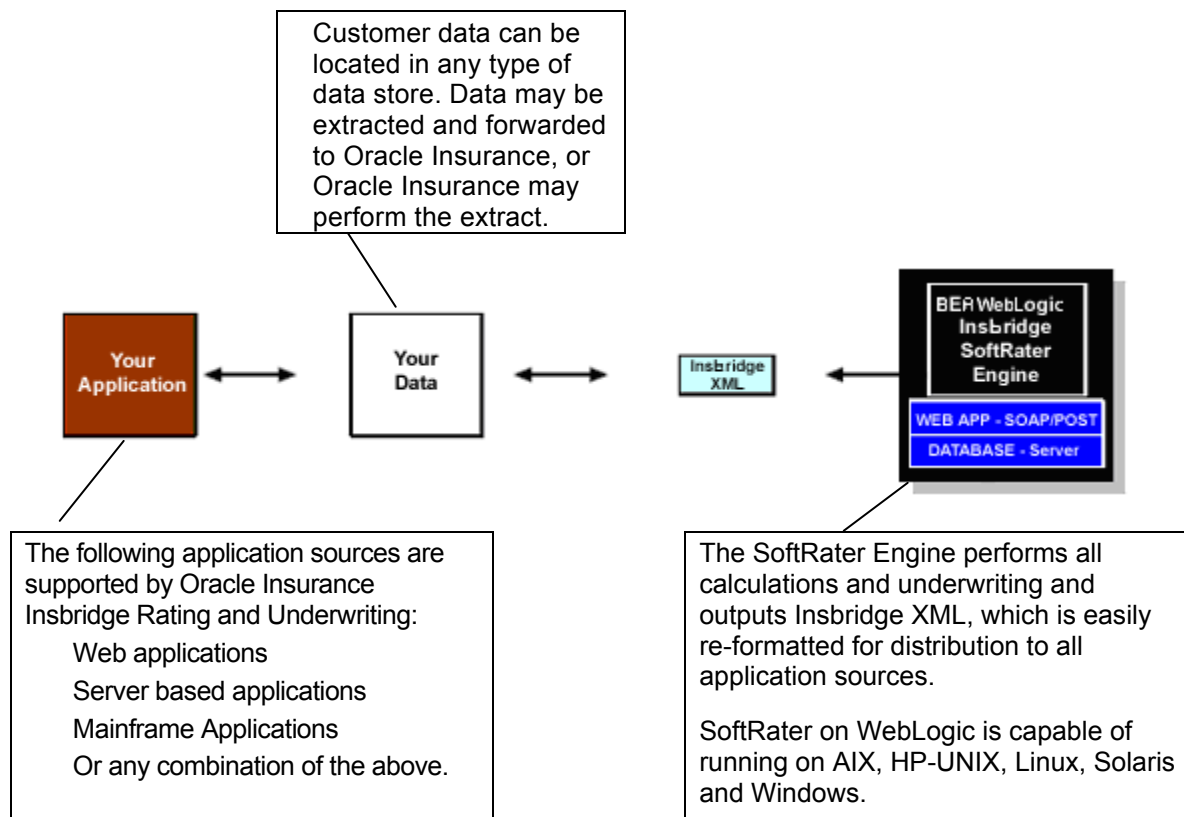 Customer data can be
located in any type of
data store. Data may be
extracted and forwarded
to Oracle Insurance, or
Oracle Insurance may
perform the extract.
Your
Application
Your
Data
Insbridge
XML
BEA WebLogic
Insbridge
SoftRater
Engine
WEB APP - SOAP/POST
DATABASE - Server
The following application sources are
supported by Oracle Insurance
Insbridge Rating and Underwriting:
Web applications
Server based applications
Mainframe Applications
Or any combination of the above.
The SoftRater Engine performs all
calculations and underwriting and
outputs Insbridge XML, which is easily
re-formatted for distribution to all
application sources.
SoftRater on WebLogic is capable of
running on AIX, HP-UNIX, Linux, Solaris
and Windows.